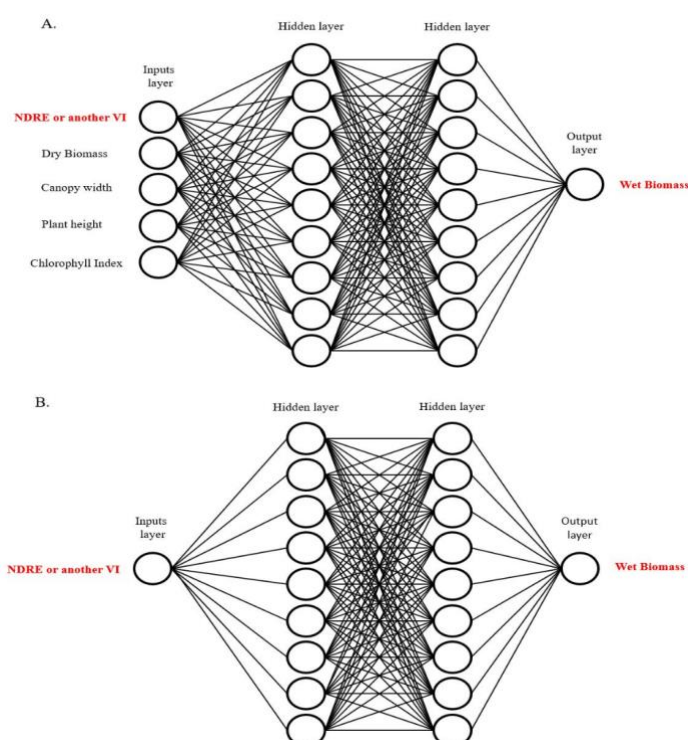 A.
Hidden layer
Hidden layer
Inputs
layer
NDRE or another VI
Dry Biomass
Canopy width
Plant height
Chlorophyll Index
Output
layer
Wet Biomass
B.
Hidden layer
Hidden layer
Inputs
layer
NDRE or another VI
Output
layer
Wet Biomass